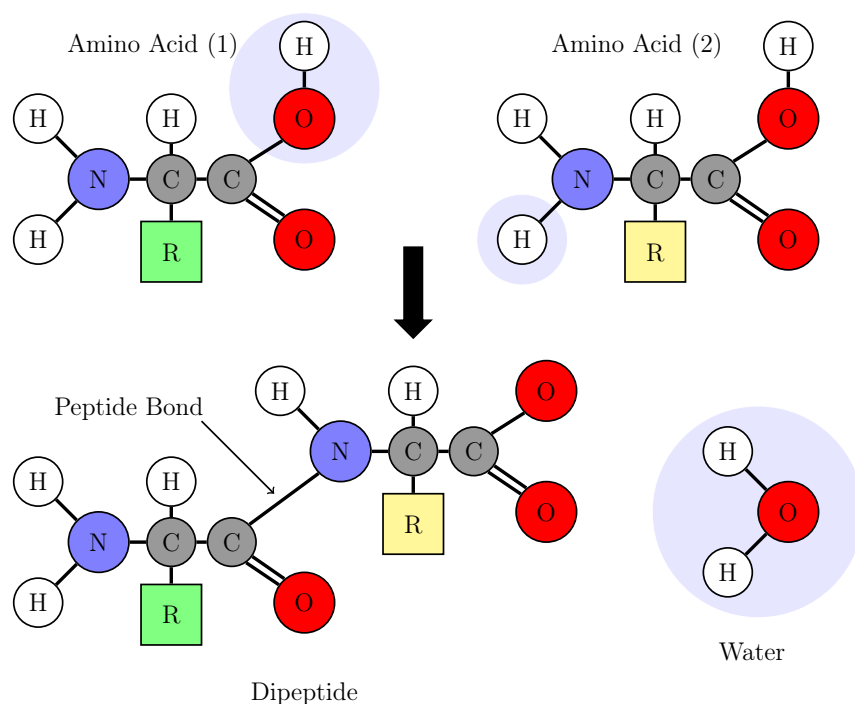 Amino Acid (1)
Amino Acid (2)
H
H
H
H
O
H
H
O
N
C
C
N
C
C
H
R
O
H
R
O
Peptide Bond
H
H
O
H
N
C
C
H
H
R
O
O
N
C
C
H
H
R
O
Water
Dipeptide